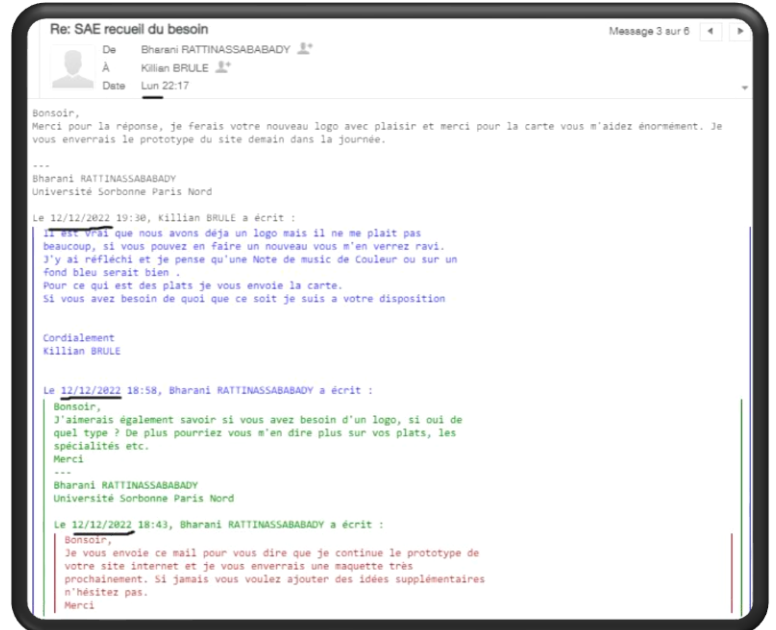 Re: SAE recueil du besoin
Message 3 sur 6
De Bharani RATTINASSABABADY
À Killian BRULE
Date Lun 22:17
Bonsoir,
Merci pour la réponse, je ferais votre nouveau logo avec plaisir et merci pour la carte vous m'aidez énormément. Je
vous enverrais le prototype du site demain dans la journée.
---
Bharani RATTINASSABABADY
Université Sorbonne Paris Nord
Le 12/12/2022 19:30, Killian BRULE a écrit :
Il est vrai que nous avons déja un logo mais il ne me plait pas
beaucoup, si vous pouvez en faire un nouveau vous m'en verrez ravi.
J'y ai réfléchi et je pense qu'une Note de music de Couleur ou sur un
fond bleu serait bien .
Pour ce qui est des plats je vous envoie la carte.
Si vous avez besoin de quoi que ce soit je suis a votre disposition
Cordialement
Killian BRULE
Le 12/12/2022 18:58, Bharani RATTINASSABABADY a écrit :
Bonsoir,
J'aimerais également savoir si vous avez besoin d'un logo, si oui de
quel type ? De plus pourriez vous m'en dire plus sur vos plats, les
spécialités etc.
Merci
---
Bharani RATTINASSABABADY
Université Sorbonne Paris Nord
Le 12/12/2022 18:43, Bharani RATTINASSABABADY a écrit :
Bonsoir,
Je vous envoie ce mail pour vous dire que je continue le prototype de
votre site internet et je vous enverrais une maquette très
prochainement. Si jamais vous voulez ajouter des idées supplémentaires
n'hésitez pas.
Merci